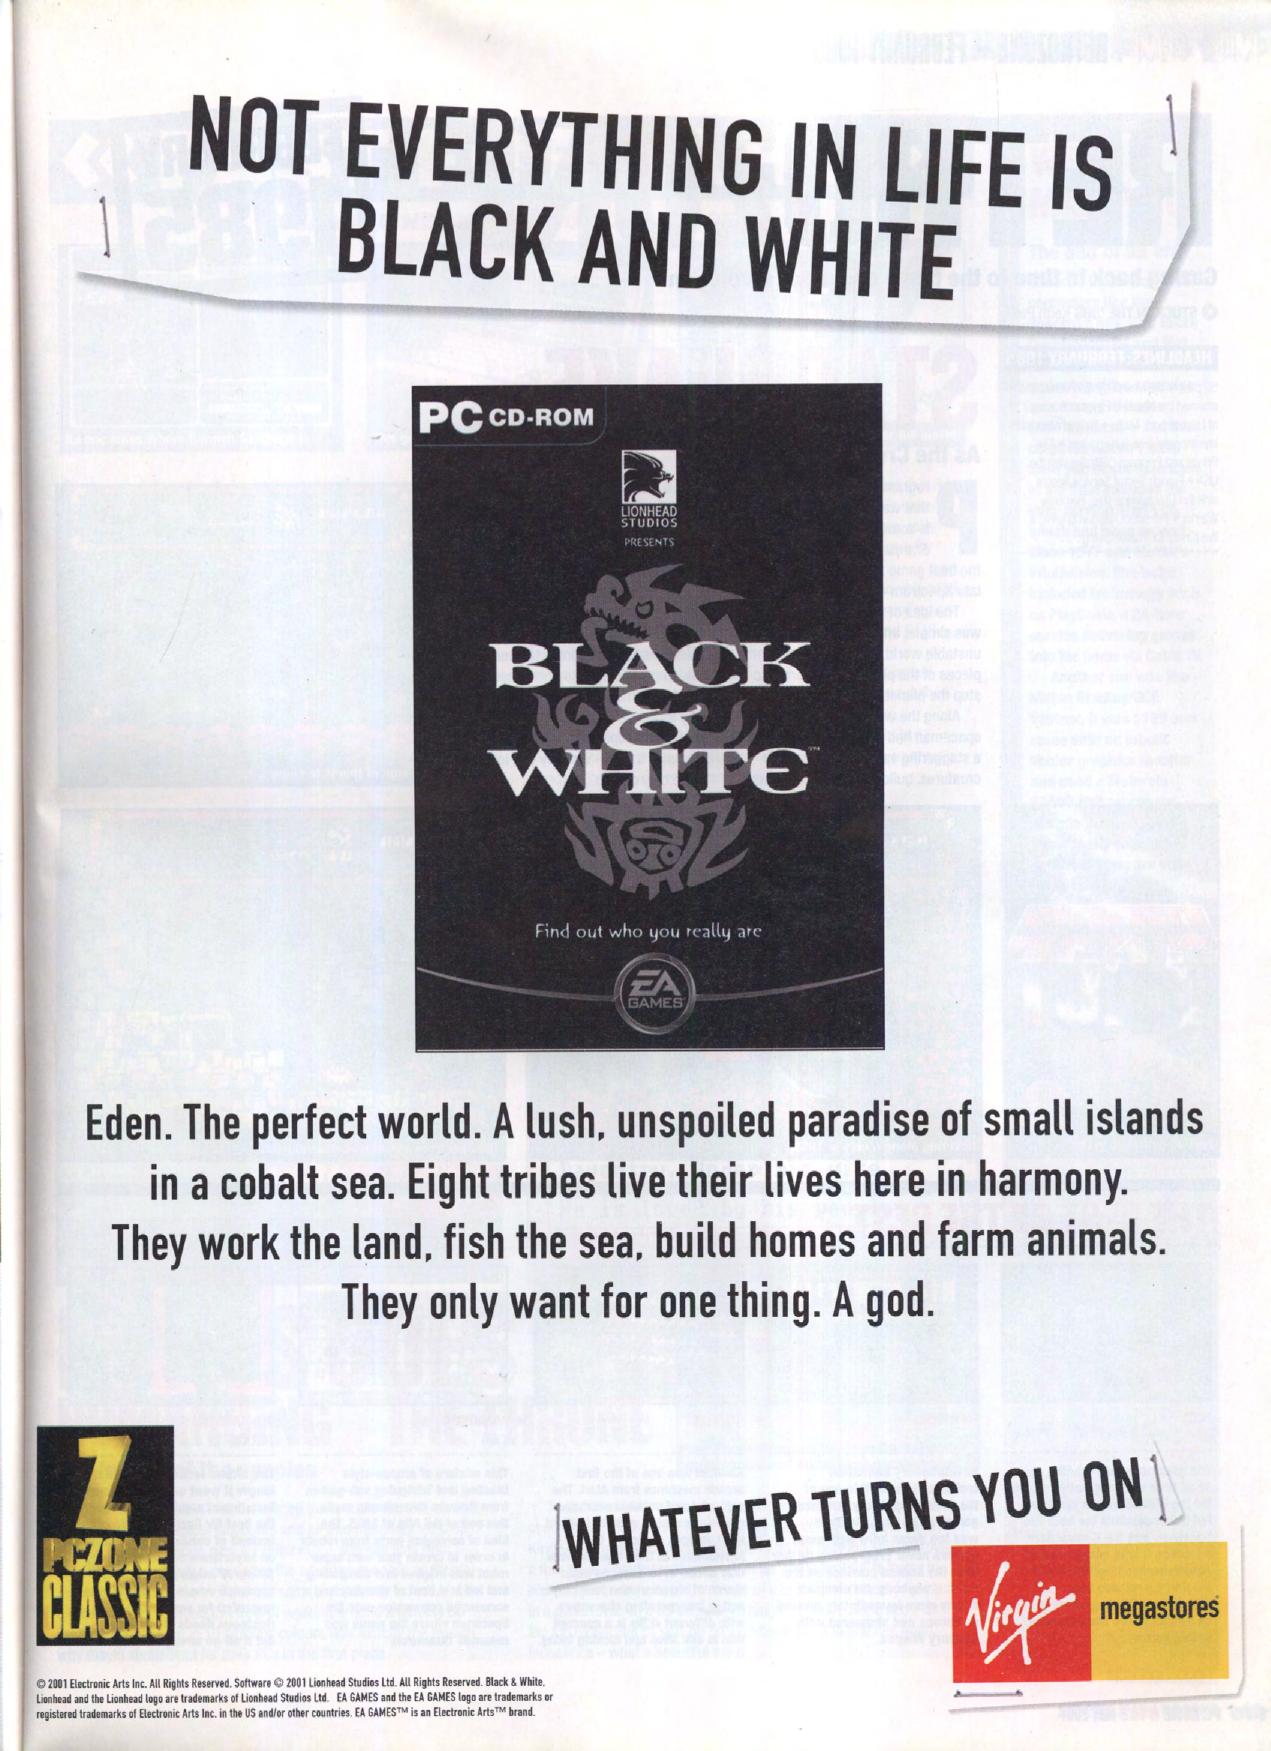 NOT EVERYTHING IN LIFE IS
BLACK AND WHITE
PC CD-ROM
LIONHEAD
STUDIOS
PRESENTS
BLACK
&
WHITE™
Find out who you really are
EA
GAMES
Eden. The perfect world. A lush, unspoiled paradise of small islands
in a cobalt sea. Eight tribes live their lives here in harmony.
They work the land, fish the sea, build homes and farm animals.
They only want for one thing. A god.
Z
PCZONE
CLASSIC
WHATEVER TURNS YOU ON
Virgin
megastores
© 2001 Electronic Arts Inc. All Rights Reserved. Software © 2001 Lionhead Studios Ltd. All Rights Reserved. Black & White,
Lionhead and the Lionhead logo are trademarks of Lionhead Studios Ltd. EA GAMES and the EA GAMES logo are trademarks or
registered trademarks of Electronic Arts Inc. in the US and/or other countries. EA GAMES™ is an Electronic Arts™ brand.